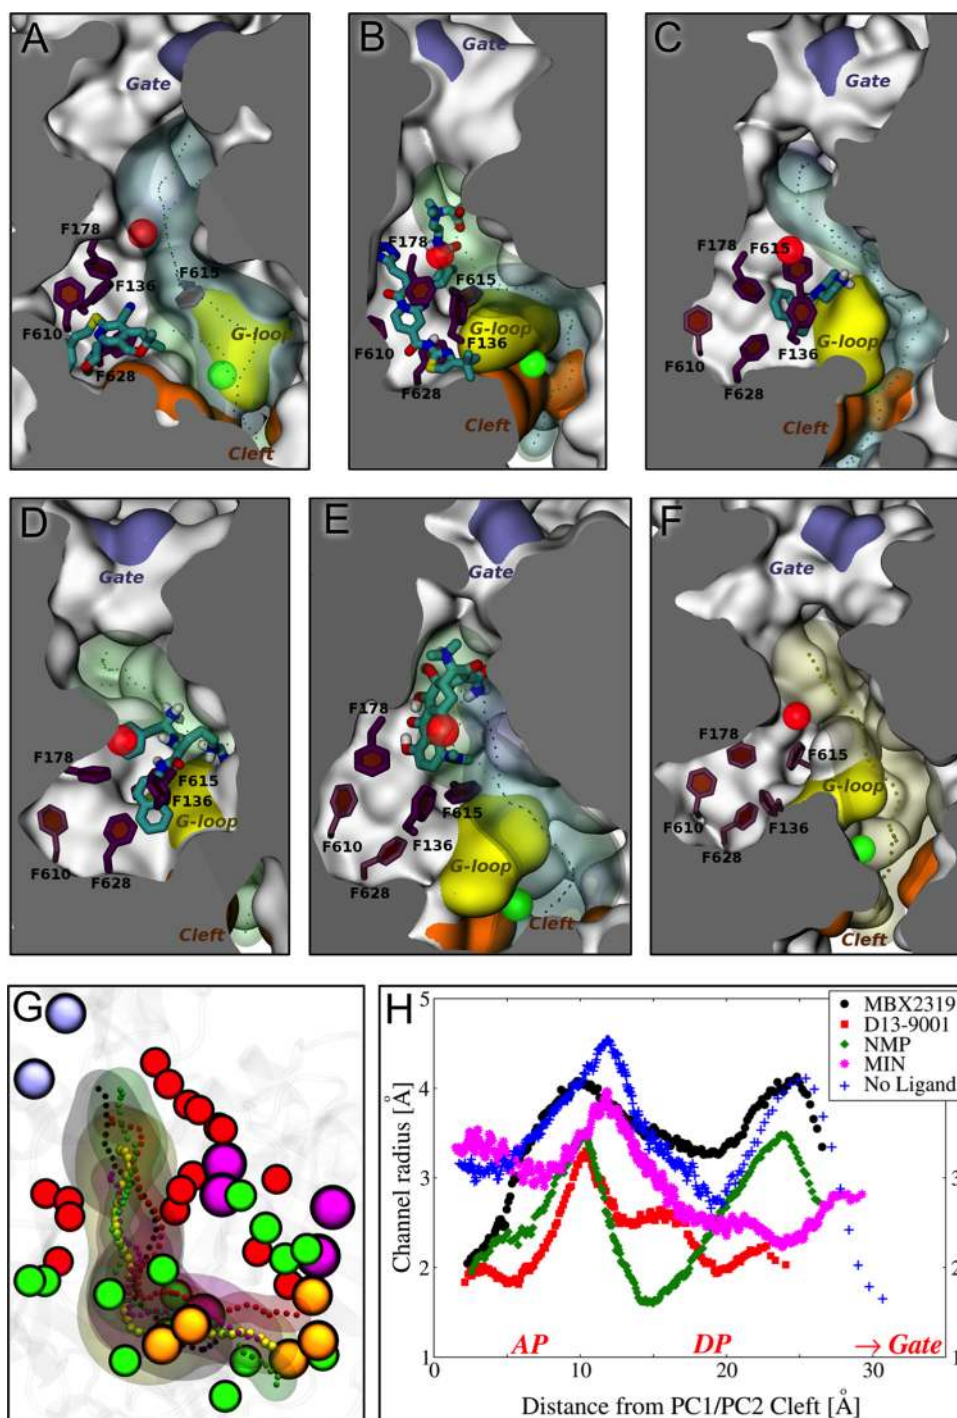 A
Gate
F178
F136
F615
F610
G-loop
F628
Cleft
B
Gate
F178
F615
G-loop
F610
F136
F628
Cleft
C
Gate
F178
F615
F610
F136
G-loop
F628
Cleft
D
Gate
F178
F615
F136
G-loop
F610
F628
Cleft
E
Gate
F178
F615
F610
F136
G-loop
F628
Cleft
F
Gate
F178
F615
G-loop
F610
F136
F628
Cleft
G
H
MBX2319
D13-9001
NMP
MIN
No Ligand
Channel radius [Å]
5
4
3
2
1
3
2
1
AP
DP
→ Gate
0
10
20
30
Distance from PC1/PC2 Cleft [Å]